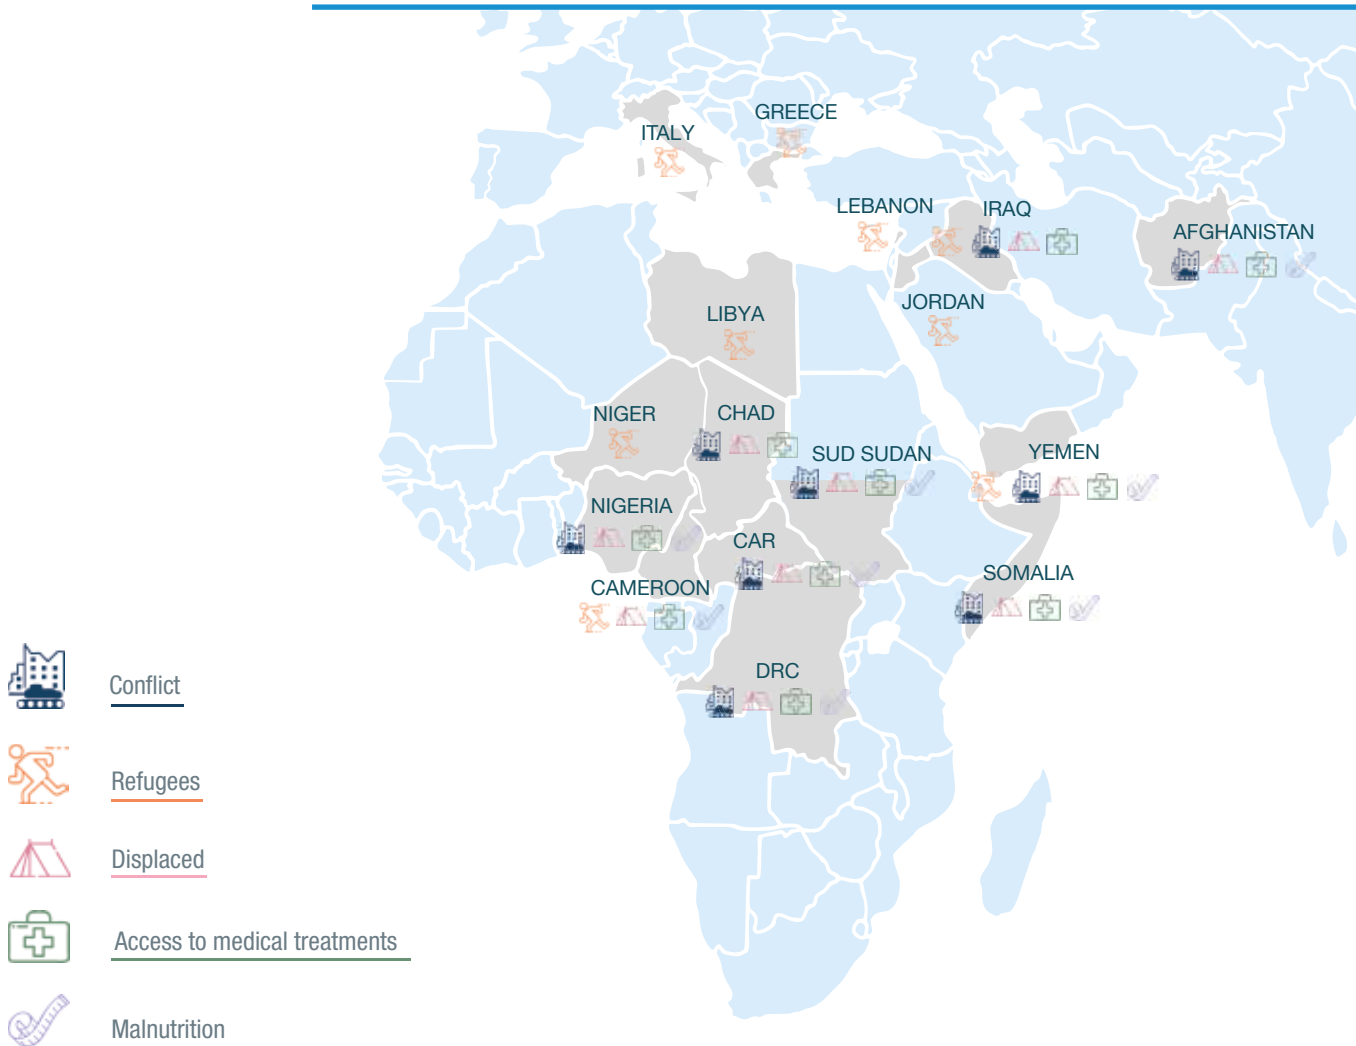 GREECE
ITALY
LEBANON
IRAQ
AFGHANISTAN
JORDAN
LIBYA
NIGER
CHAD
SUD SUDAN
YEMEN
NIGERIA
CAR
SOMALIA
CAMEROON
DRC
Conflict
Refugees
Displaced
Access to medical treatments
Malnutrition